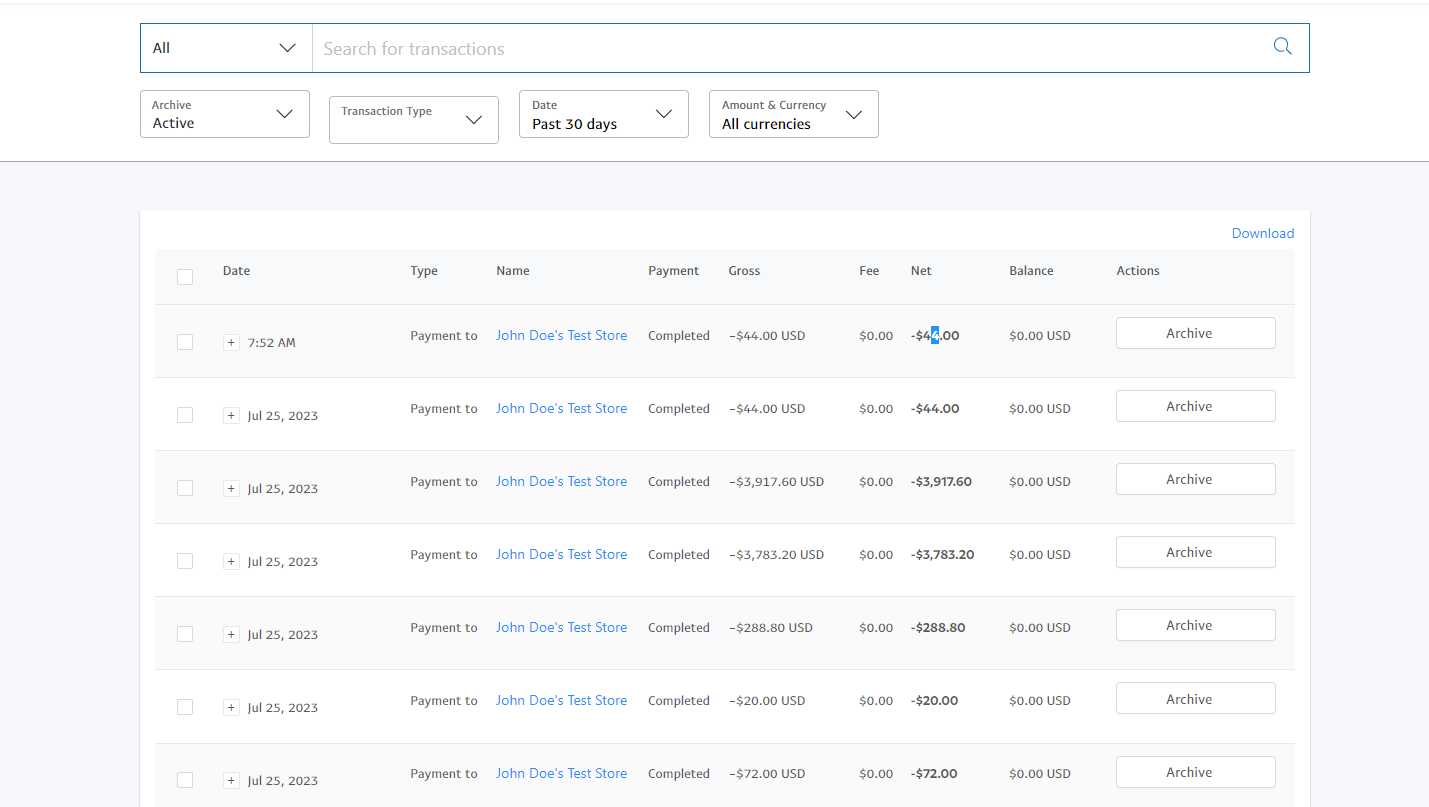 All Search for transactions
Archive Transaction Type Date Amount & Currency
Active Past 30 days All currencies
Download
Date Type Name Payment Gross Fee Net Balance Actions
+ 7:52 AM Payment to John Doe's Test Store Completed -$44.00 USD $0.00 -$44.00 $0.00 USD Archive
+ Jul 25, 2023 Payment to John Doe's Test Store Completed -$44.00 USD $0.00 -$44.00 $0.00 USD Archive
+ Jul 25, 2023 Payment to John Doe's Test Store Completed -$3,917.60 USD $0.00 -$3,917.60 $0.00 USD Archive
+ Jul 25, 2023 Payment to John Doe's Test Store Completed -$3,783.20 USD $0.00 -$3,783.20 $0.00 USD Archive
+ Jul 25, 2023 Payment to John Doe's Test Store Completed -$288.80 USD $0.00 -$288.80 $0.00 USD Archive
+ Jul 25, 2023 Payment to John Doe's Test Store Completed -$20.00 USD $0.00 -$20.00 $0.00 USD Archive
+ Jul 25, 2023 Payment to John Doe's Test Store Completed -$72.00 USD $0.00 -$72.00 $0.00 USD Archive